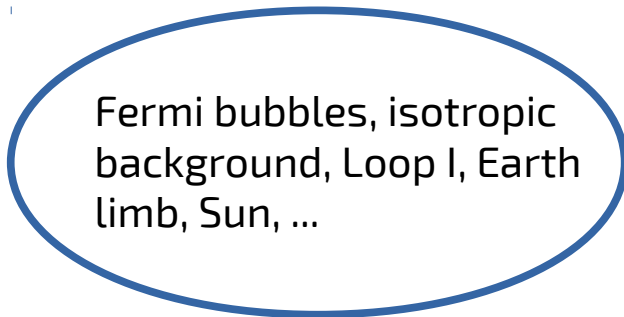 Fermi bubbles, isotropic
background, Loop I, Earth
limb, Sun, ...